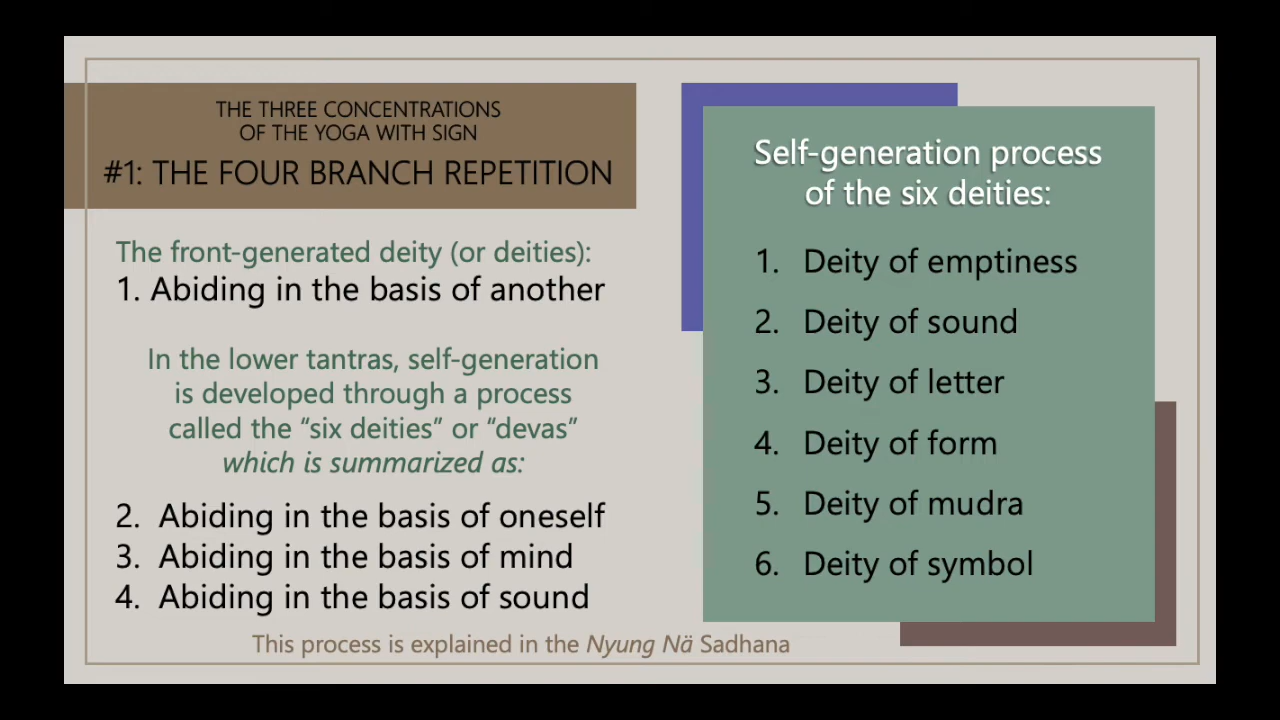 THE THREE CONCENTRATIONS
OF THE YOGA WITH SIGN
#1: THE FOUR BRANCH REPETITION
The front-generated deity (or deities):
1. Abiding in the basis of another
In the lower tantras, self-generation
is developed through a process
called the “six deities” or “devas”
which is summarized as:
2. Abiding in the basis of oneself
3. Abiding in the basis of mind
4. Abiding in the basis of sound
This process is explained in the Nyung Nä Sadhana
Self-generation process
of the six deities:
1. Deity of emptiness
2. Deity of sound
3. Deity of letter
4. Deity of form
5. Deity of mudra
6. Deity of symbol